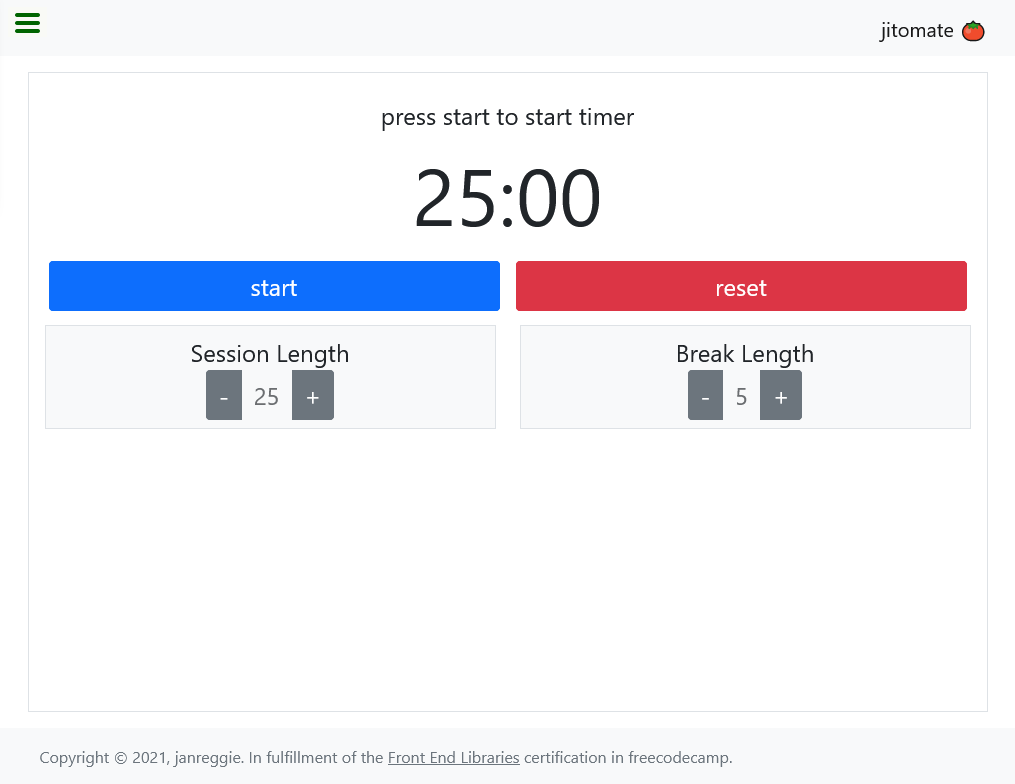 jitomate 🍅
press start to start timer
25:00
start
reset
Session Length
- 25 +
Break Length
- 5 +
Copyright © 2021, janreggie. In fulfillment of the Front End Libraries certification in freecodecamp.